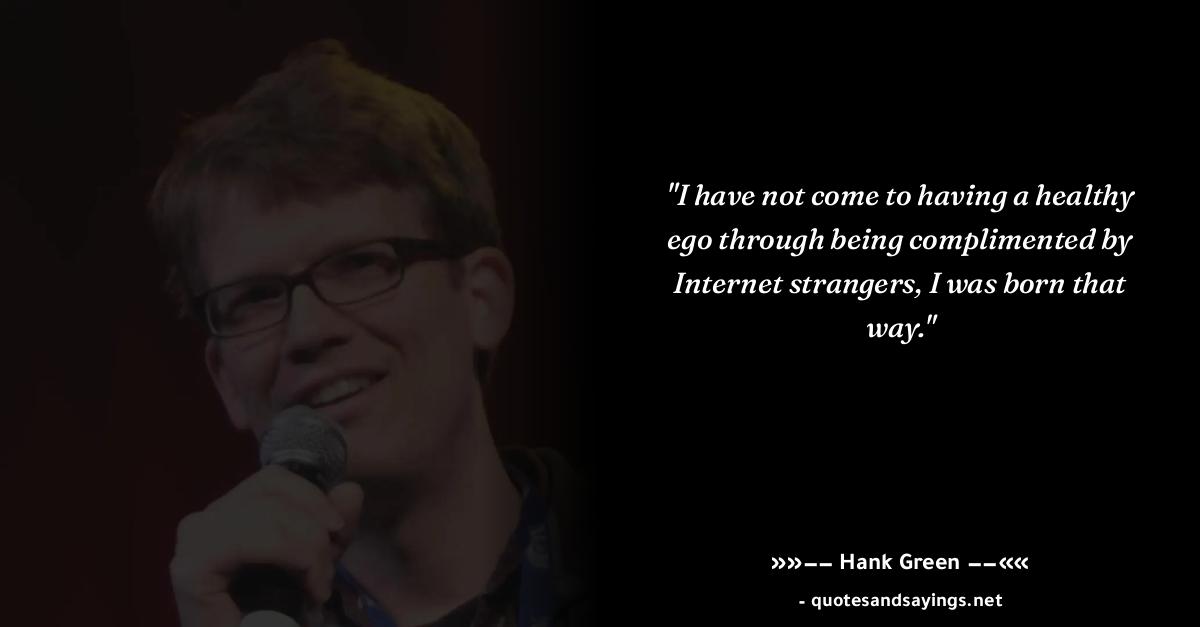 "I have not come to having a healthy
ego through being complimented by
Internet strangers, I was born that
way."
»»—— Hank Green ——««
- quotesandsayings.net